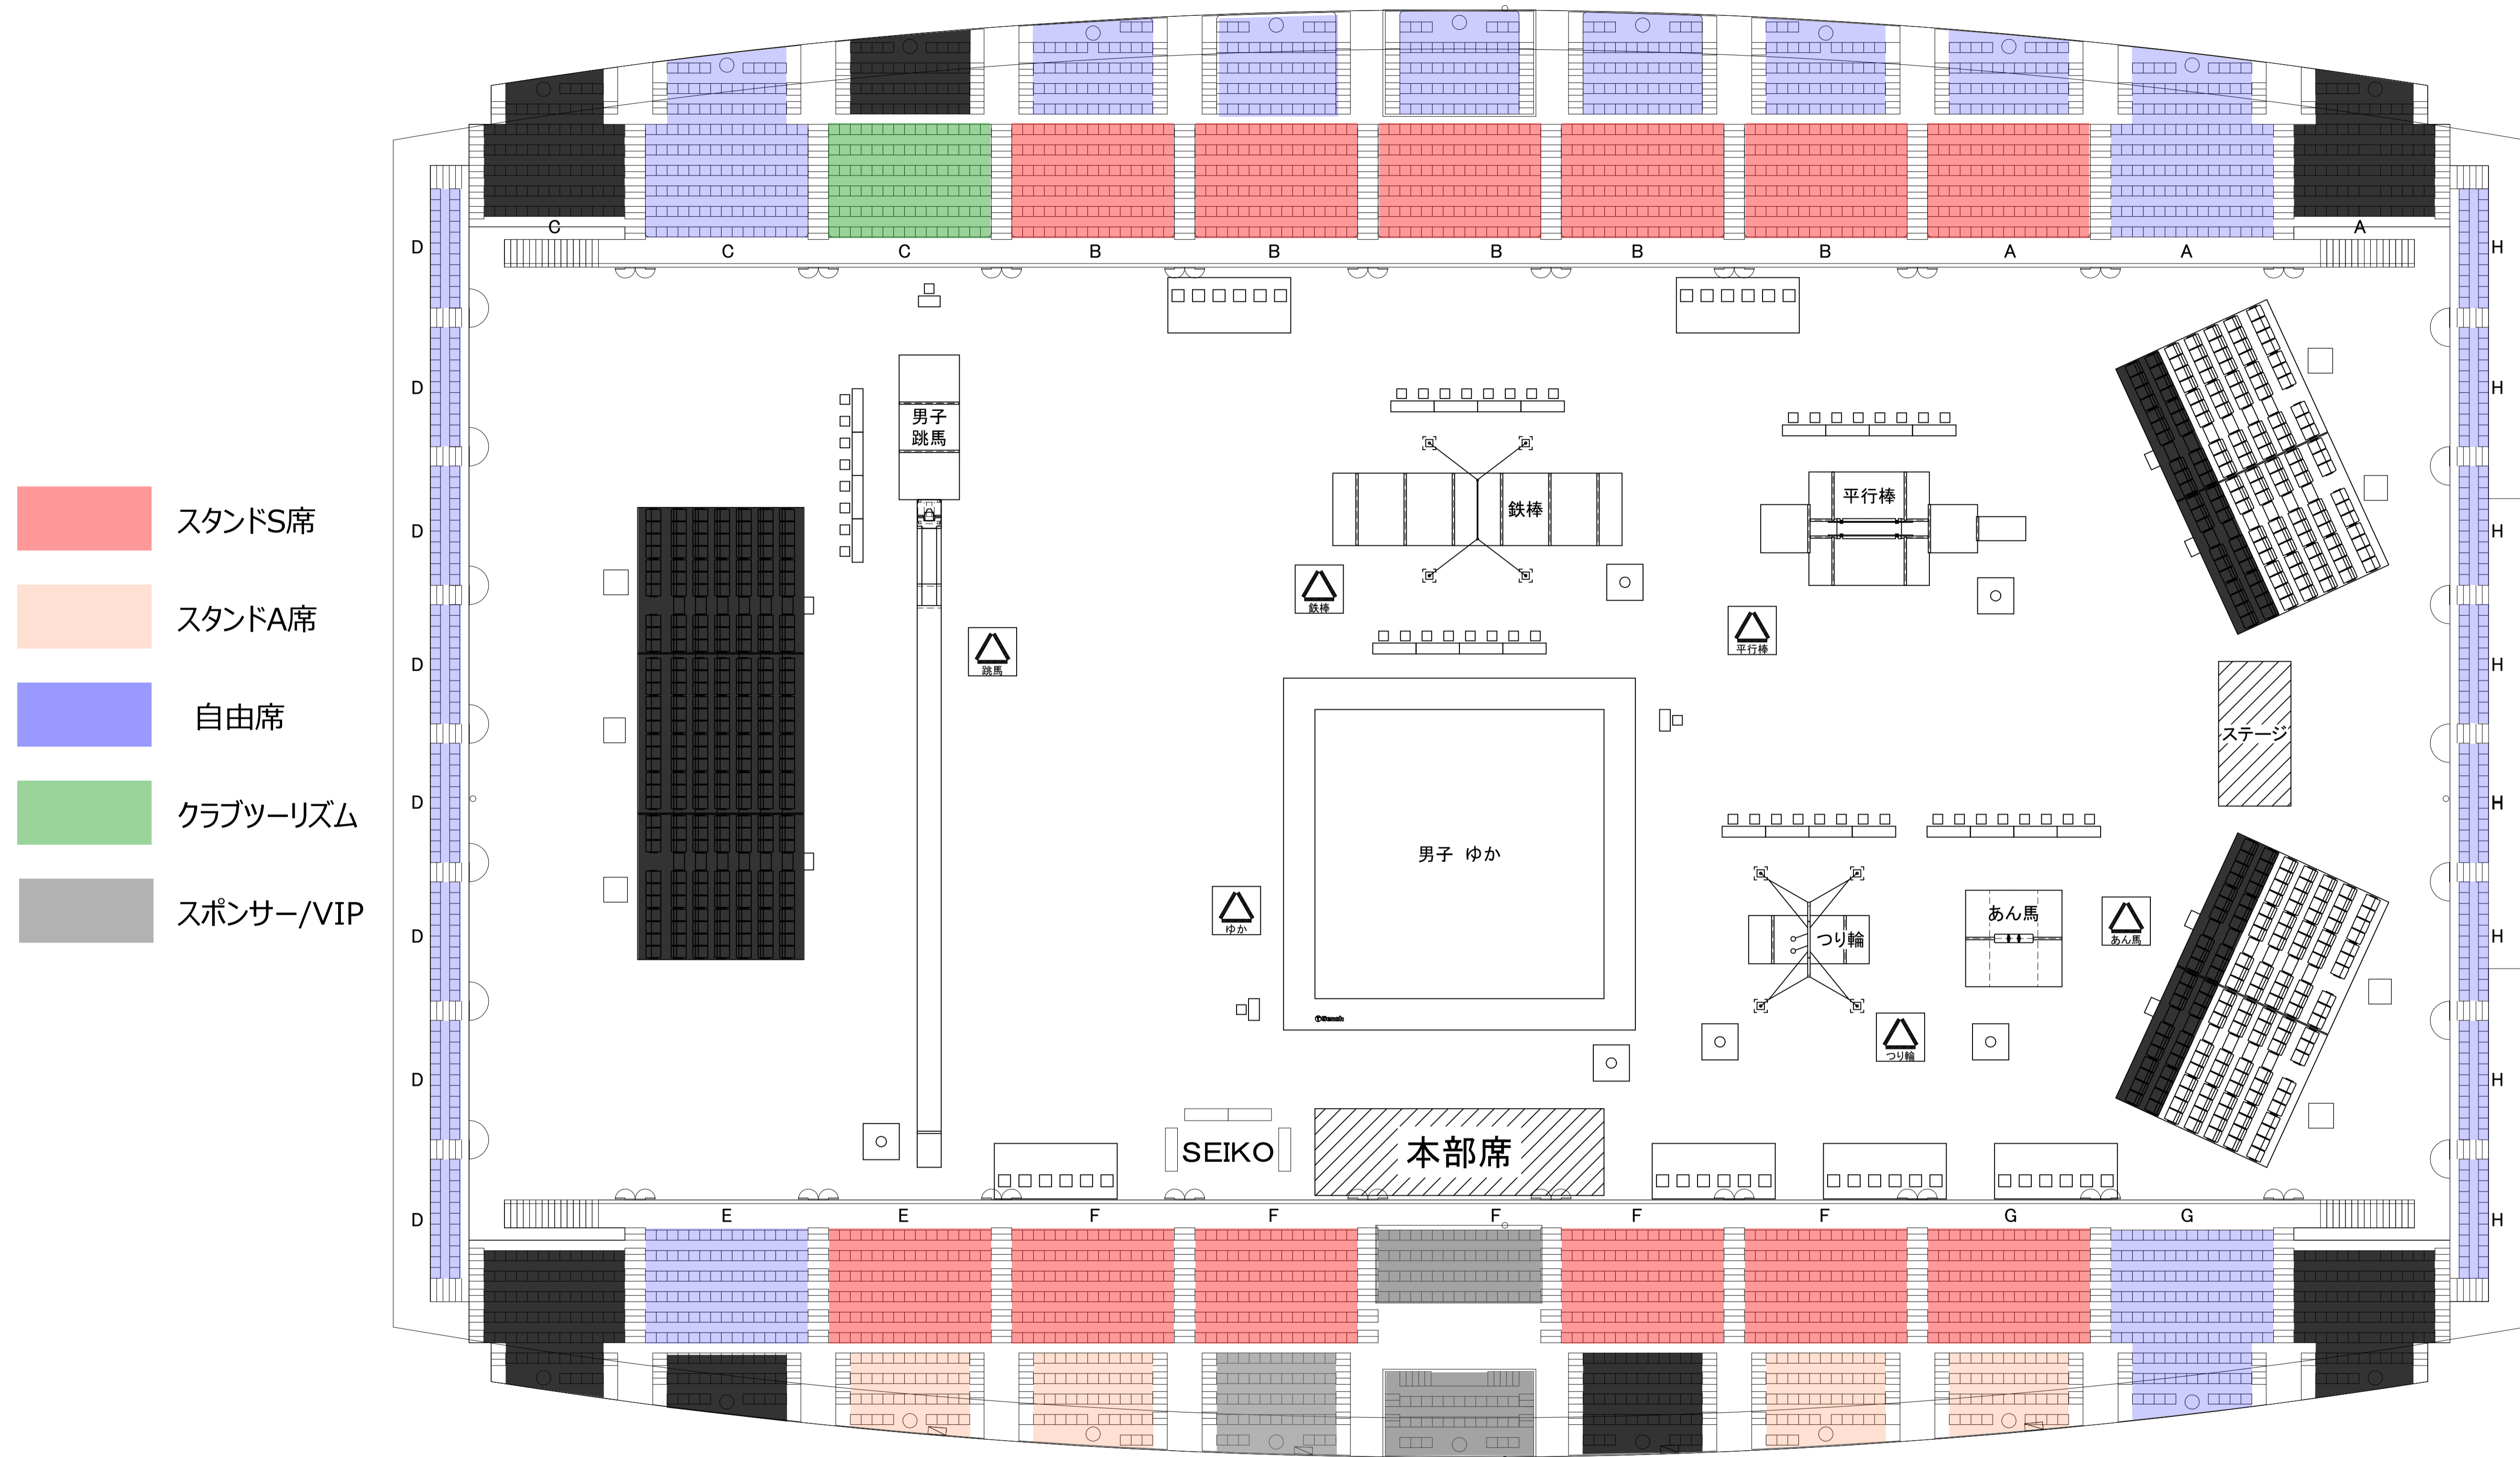 C
C
C
B
B
B
B
B
A
A
A
D
H
D
H
D
H
D
H
D
H
D
H
D
H
D
H
スタンドS席
スタンドA席
自由席
クラブツーリズム
スポンサー/VIP
男子
跳馬
跳馬
鉄棒
鉄棒
平行棒
平行棒
ステージ
男子 ゆか
ゆか
つり輪
つり輪
あん馬
あん馬
SEIKO
本部席
E
E
F
F
F
F
F
G
G